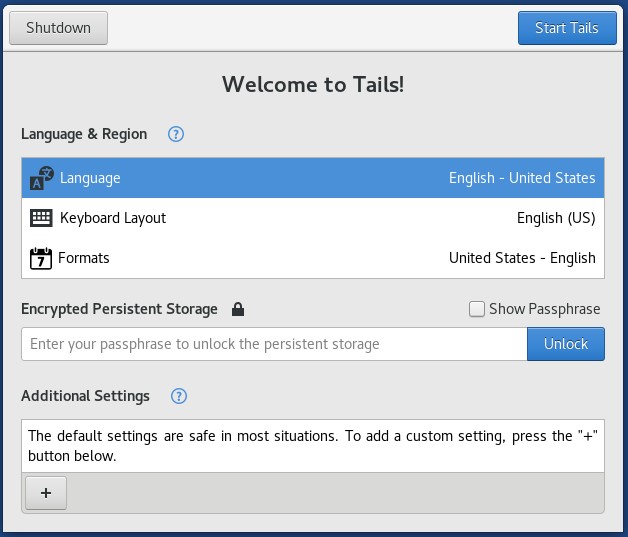 Shutdown
Start Tails
Welcome to Tails!
Language & Region ?
Language English - United States
Keyboard Layout English (US)
7 Formats United States - English
Encrypted Persistent Storage Show Passphrase
Enter your passphrase to unlock the persistent storage Unlock
Additional Settings ?
The default settings are safe in most situations. To add a custom setting, press the "+"
button below.
+